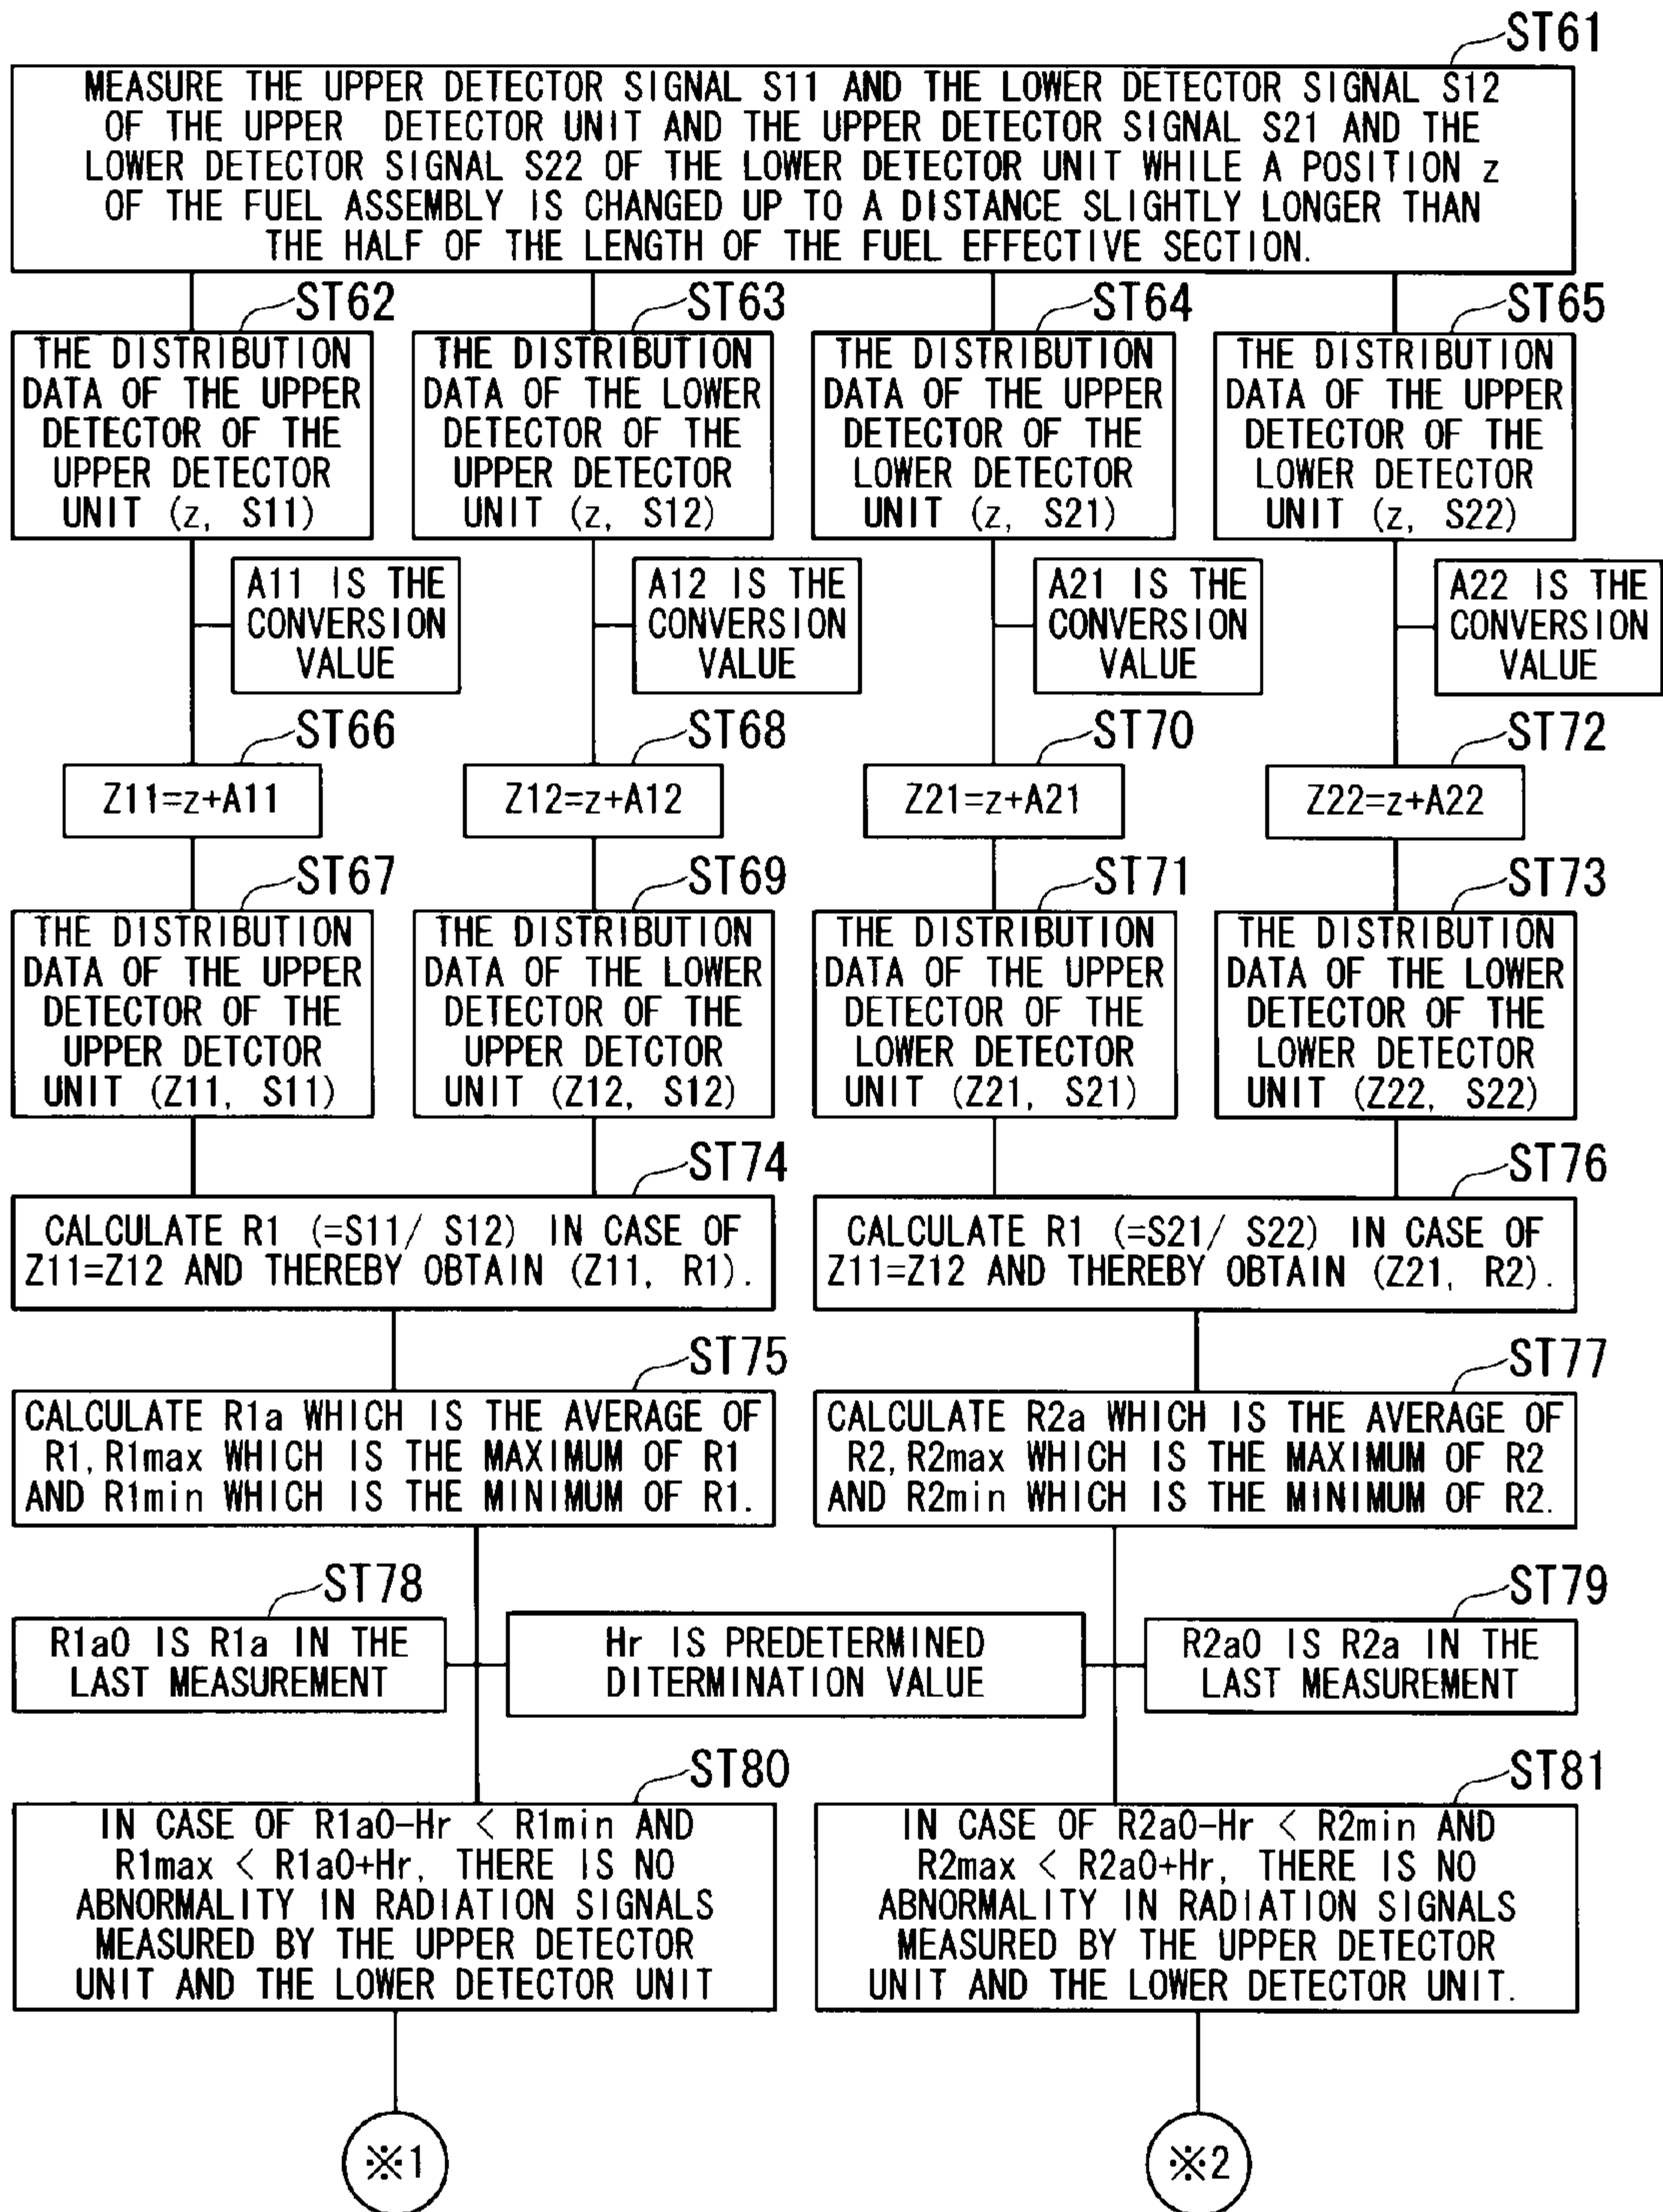 ST61
MEASURE THE UPPER DETECTOR SIGNAL S11 AND THE LOWER DETECTOR SIGNAL S12
OF THE UPPER DETECTOR UNIT AND THE UPPER DETECTOR SIGNAL S21 AND THE
LOWER DETECTOR SIGNAL S22 OF THE LOWER DETECTOR UNIT WHILE A POSITION z
OF THE FUEL ASSEMBLY IS CHANGED UP TO A DISTANCE SLIGHTLY LONGER THAN
THE HALF OF THE LENGTH OF THE FUEL EFFECTIVE SECTION.
ST62
THE DISTRIBUTION
DATA OF THE UPPER
DETECTOR OF THE
UPPER DETECTOR
UNIT (z, S11)
ST63
THE DISTRIBUTION
DATA OF THE LOWER
DETECTOR OF THE
UPPER DETECTOR
UNIT (z, S12)
ST64
THE DISTRIBUTION
DATA OF THE UPPER
DETECTOR OF THE
LOWER DETECTOR
UNIT (z, S21)
ST65
THE DISTRIBUTION
DATA OF THE UPPER
DETECTOR OF THE
LOWER DETECTOR
UNIT (z, S22)
A11 IS THE
CONVERSION
VALUE
A12 IS THE
CONVERSION
VALUE
A21 IS THE
CONVERSION
VALUE
A22 IS THE
CONVERSION
VALUE
ST66
Z11=z+A11
ST68
Z12=z+A12
ST70
Z21=z+A21
ST72
Z22=z+A22
ST67
THE DISTRIBUTION
DATA OF THE UPPER
DETECTOR OF THE
UPPER DETCTOR
UNIT (Z11, S11)
ST69
THE DISTRIBUTION
DATA OF THE LOWER
DETECTOR OF THE
UPPER DETCTOR
UNIT (Z12, S12)
ST71
THE DISTRIBUTION
DATA OF THE UPPER
DETECTOR OF THE
LOWER DETECTOR
UNIT (Z21, S21)
ST73
THE DISTRIBUTION
DATA OF THE LOWER
DETECTOR OF THE
LOWER DETECTOR
UNIT (Z22, S22)
ST74
CALCULATE R1 (=S11/ S12) IN CASE OF
Z11=Z12 AND THEREBY OBTAIN (Z11, R1).
ST76
CALCULATE R1 (=S21/ S22) IN CASE OF
Z11=Z12 AND THEREBY OBTAIN (Z21, R2).
ST75
CALCULATE R1a WHICH IS THE AVERAGE OF
R1, R1max WHICH IS THE MAXIMUM OF R1
AND R1min WHICH IS THE MINIMUM OF R1.
ST77
CALCULATE R2a WHICH IS THE AVERAGE OF
R2, R2max WHICH IS THE MAXIMUM OF R2
AND R2min WHICH IS THE MINIMUM OF R2.
ST78
R1a0 IS R1a IN THE
LAST MEASUREMENT
Hr IS PREDETERMINED
DITERMINATION VALUE
ST79
R2a0 IS R2a IN THE
LAST MEASUREMENT
ST80
IN CASE OF R1a0-Hr < R1min AND
R1max < R1a0+Hr, THERE IS NO
ABNORMALITY IN RADIATION SIGNALS
MEASURED BY THE UPPER DETECTOR
UNIT AND THE LOWER DETECTOR UNIT
ST81
IN CASE OF R2a0-Hr < R2min AND
R2max < R2a0+Hr, THERE IS NO
ABNORMALITY IN RADIATION SIGNALS
MEASURED BY THE UPPER DETECTOR
UNIT AND THE LOWER DETECTOR UNIT.
※1
※2